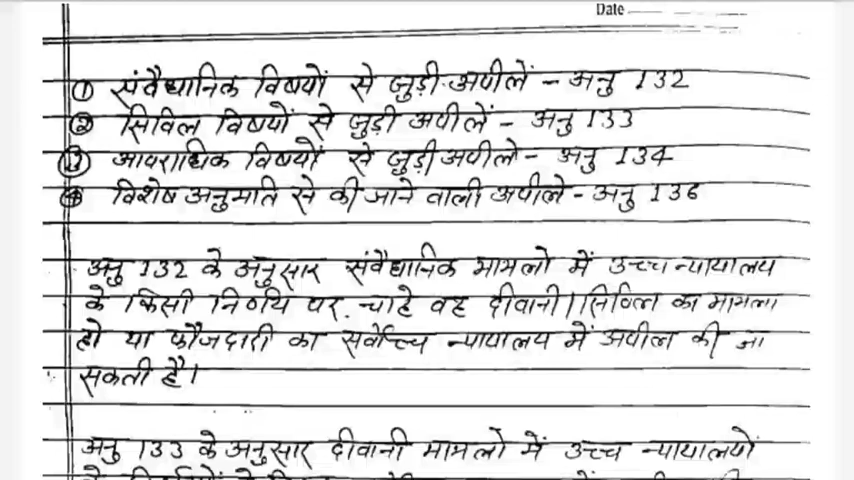 Date
① संवैधानिक विषयों से जुड़ी अपीलें - अनु 132
② सिविल विषयों से जुड़ी अपीलें - अनु 133
③ आपराधिक विषयों से जुड़ी अपीले - अनु 134
④ विशेष अनुमति से की जाने वाली अपीले - अनु 136
अनु 132 के अनुसार संवैधानिक मामलो में उच्च न्यायालय
के किसी निर्णय पर चाहे वह दीवानी/सिविल का मामला
हो या फौजदारी का सर्वोच्च न्यायालय में अपील की जा
सकती है।
अनु 133 के अनुसार दीवानी मामलो में उच्च न्यायालयों